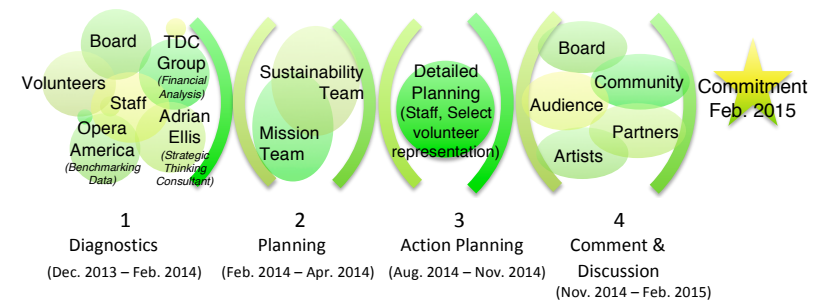 Board
TDC
Group
(Financial
Analysis)
Volunteers
Staff
Opera
America
(Benchmarking
Data)
Adrian
Ellis
(Strategic
Thinking
Consultant)
Sustainability
Team
Mission
Team
Detailed
Planning
(Staff, Select
volunteer
representation)
Board
Community
Audience
Partners
Artists
Commitment
Feb. 2015
1
Diagnostics
(Dec. 2013 – Feb. 2014)
2
Planning
(Feb. 2014 – Apr. 2014)
3
Action Planning
(Aug. 2014 – Nov. 2014)
4
Comment &
Discussion
(Nov. 2014 – Feb. 2015)